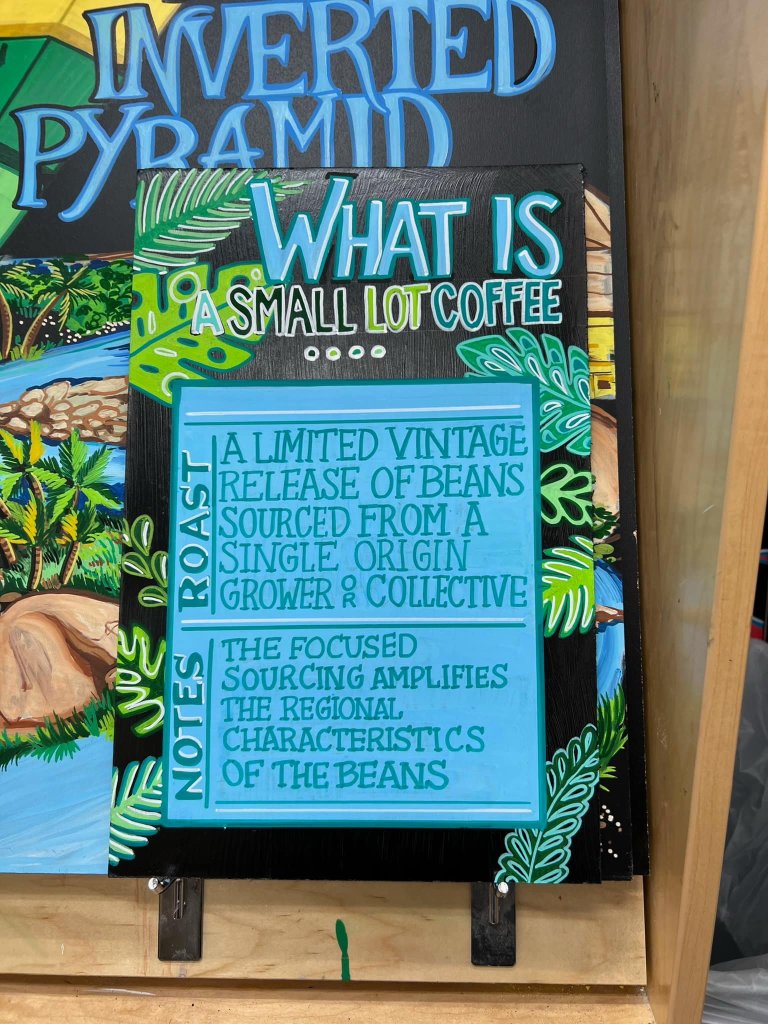 INVERTED
PYRAMID
WHAT IS
A SMALL LOT COFFEE
ROAST
A LIMITED VINTAGE
RELEASE OF BEANS
SOURCED FROM A
SINGLE ORIGIN
GROWER OR COLLECTIVE
NOTES
THE FOCUSED
SOURCING AMPLIFIES
THE REGIONAL
CHARACTERISTICS
OF THE BEANS